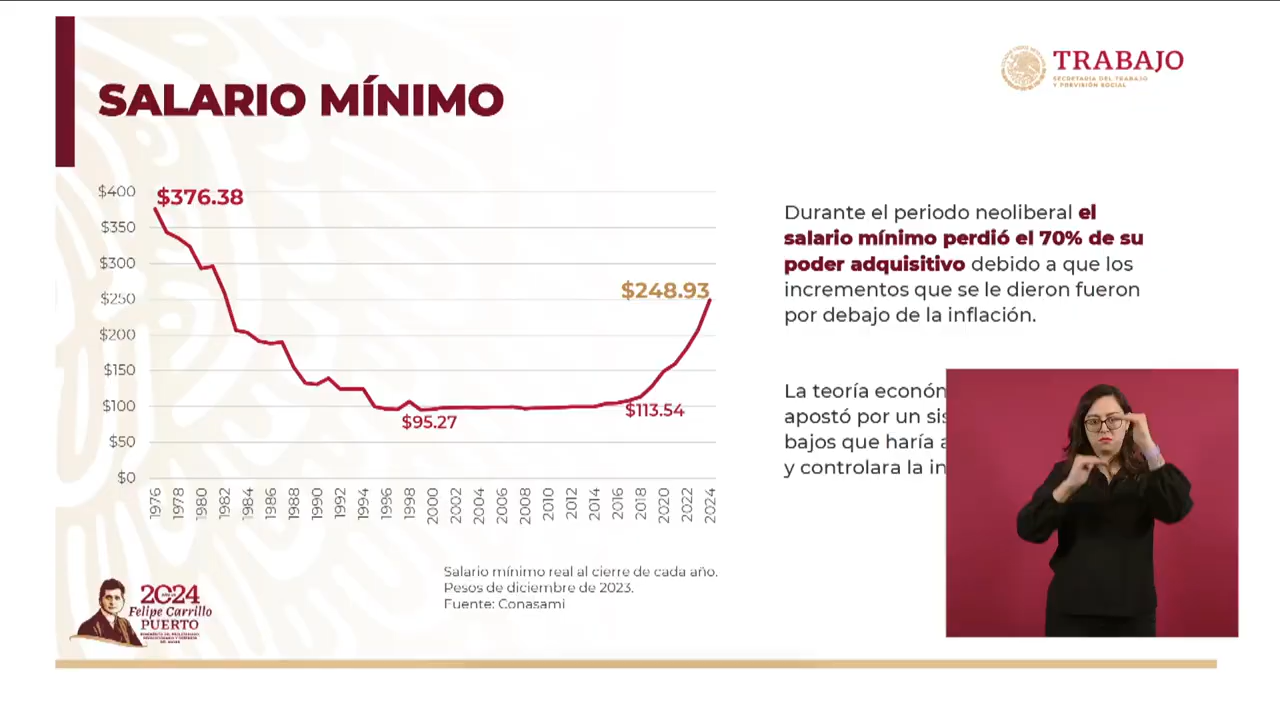 SALARIO MÍNIMO
TRABAJO
SECRETARÍA DEL TRABAJO
Y PREVISIÓN SOCIAL
$400
$350
$300
$250
$200
$150
$100
$50
$0
$376.38
$248.93
$95.27
$113.54
1976 1978 1980 1982 1984 1986 1988 1990 1992 1994 1996 1998 2000 2002 2004 2006 2008 2010 2012 2014 2016 2018 2020 2022 2024
Durante el periodo neoliberal el
salario mínimo perdió el 70% de su
poder adquisitivo debido a que los
incrementos que se le dieron fueron
por debajo de la inflación.
La teoría econón
apostó por un sis
bajos que haría a
y controlara la in
Salario mínimo real al cierre de cada año.
Pesos de diciembre de 2023.
Fuente: Conasami
2024
Felipe Carrillo
PUERTO